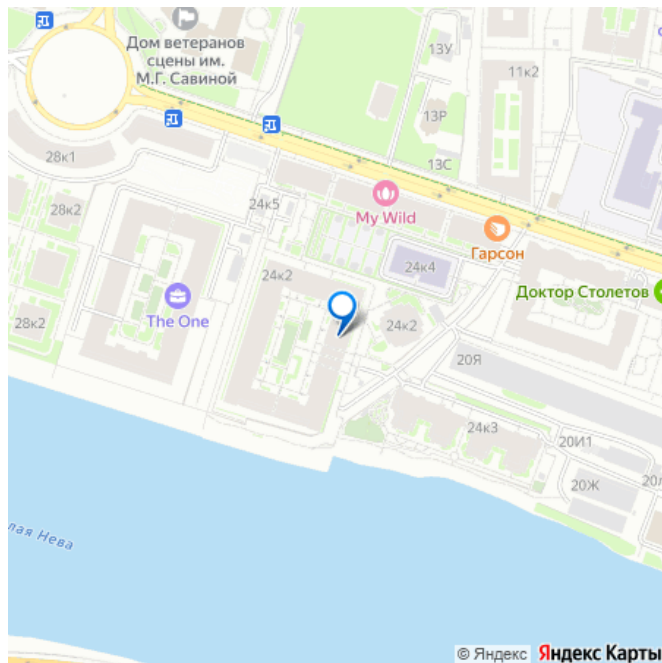 Дом ветеранов
сцены им.
М.Г. Савиной
13У
11к2
13Р
13С
28к1
My Wild
24к5
28к2
Гарсон
24к4
24к2
Доктор Столетов
The One
28к2
24к2
20Я
24к3
20И1
20Ж
лая Нева
© Яндекс Яндекс Карты